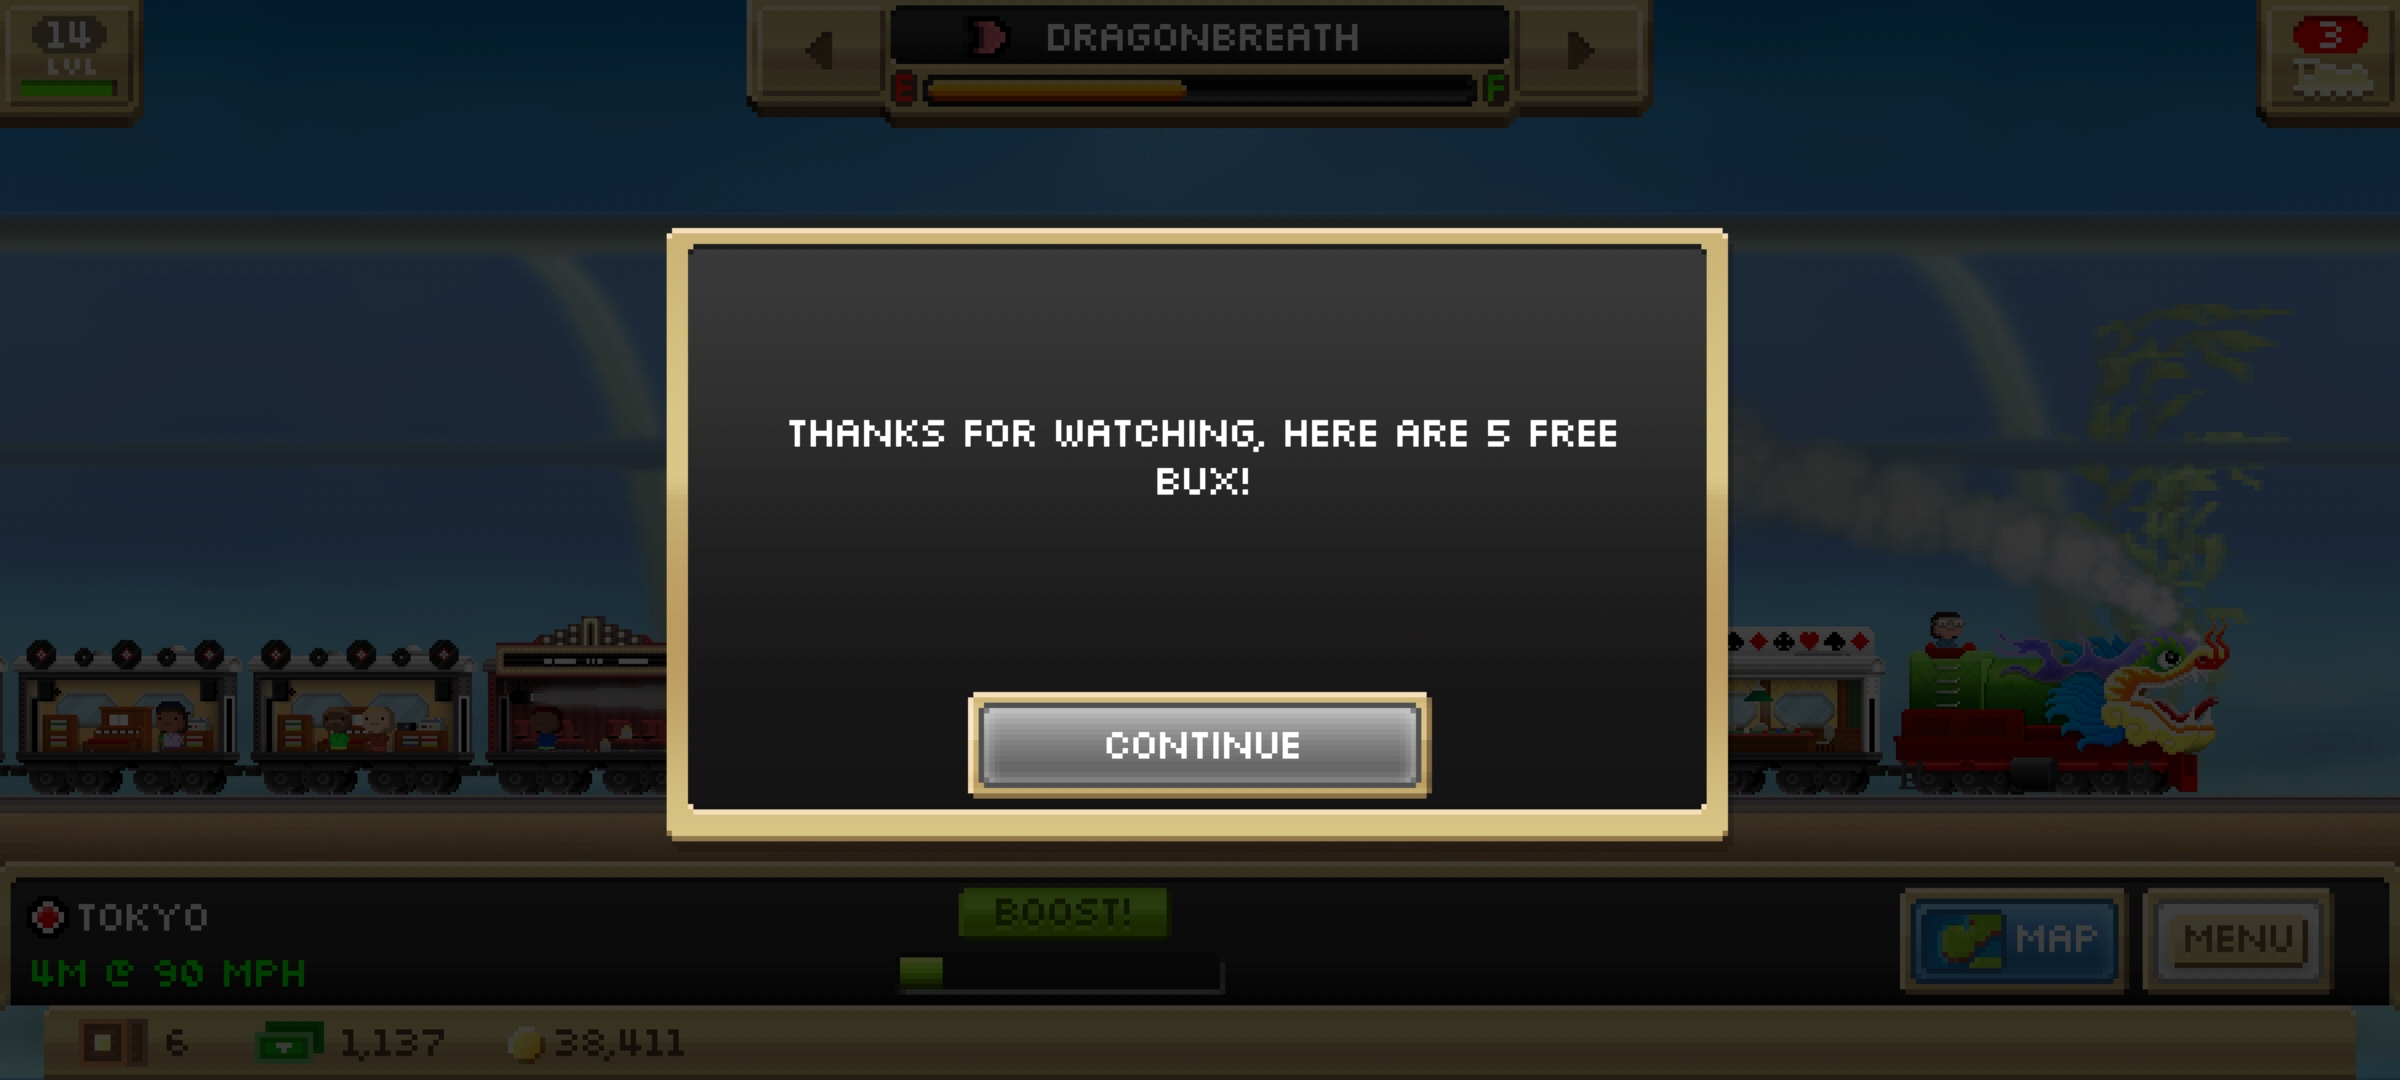 14
LVL
DRAGONBREATH
E F
3
THANKS FOR WATCHING, HERE ARE 5 FREE
BUX!
CONTINUE
TOKYO
4M @ 90 MPH
BOOST!
MAP
MENU
6
1,137
38,411